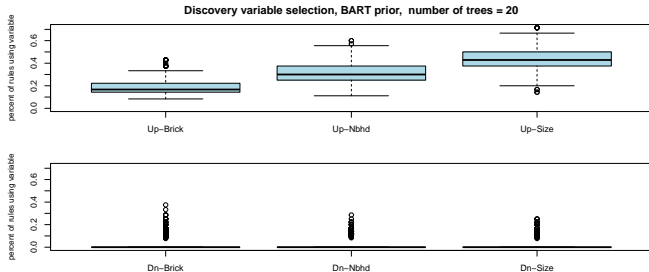 Discovery variable selection, BART prior, number of trees = 20
percent of rules using variable
0.6
0.4
0.2
0.0
Up−Brick Up−Nbhd Up−Size
percent of rules using variable
0.6
0.4
0.2
0.0
Dn−Brick Dn−Nbhd Dn−Size